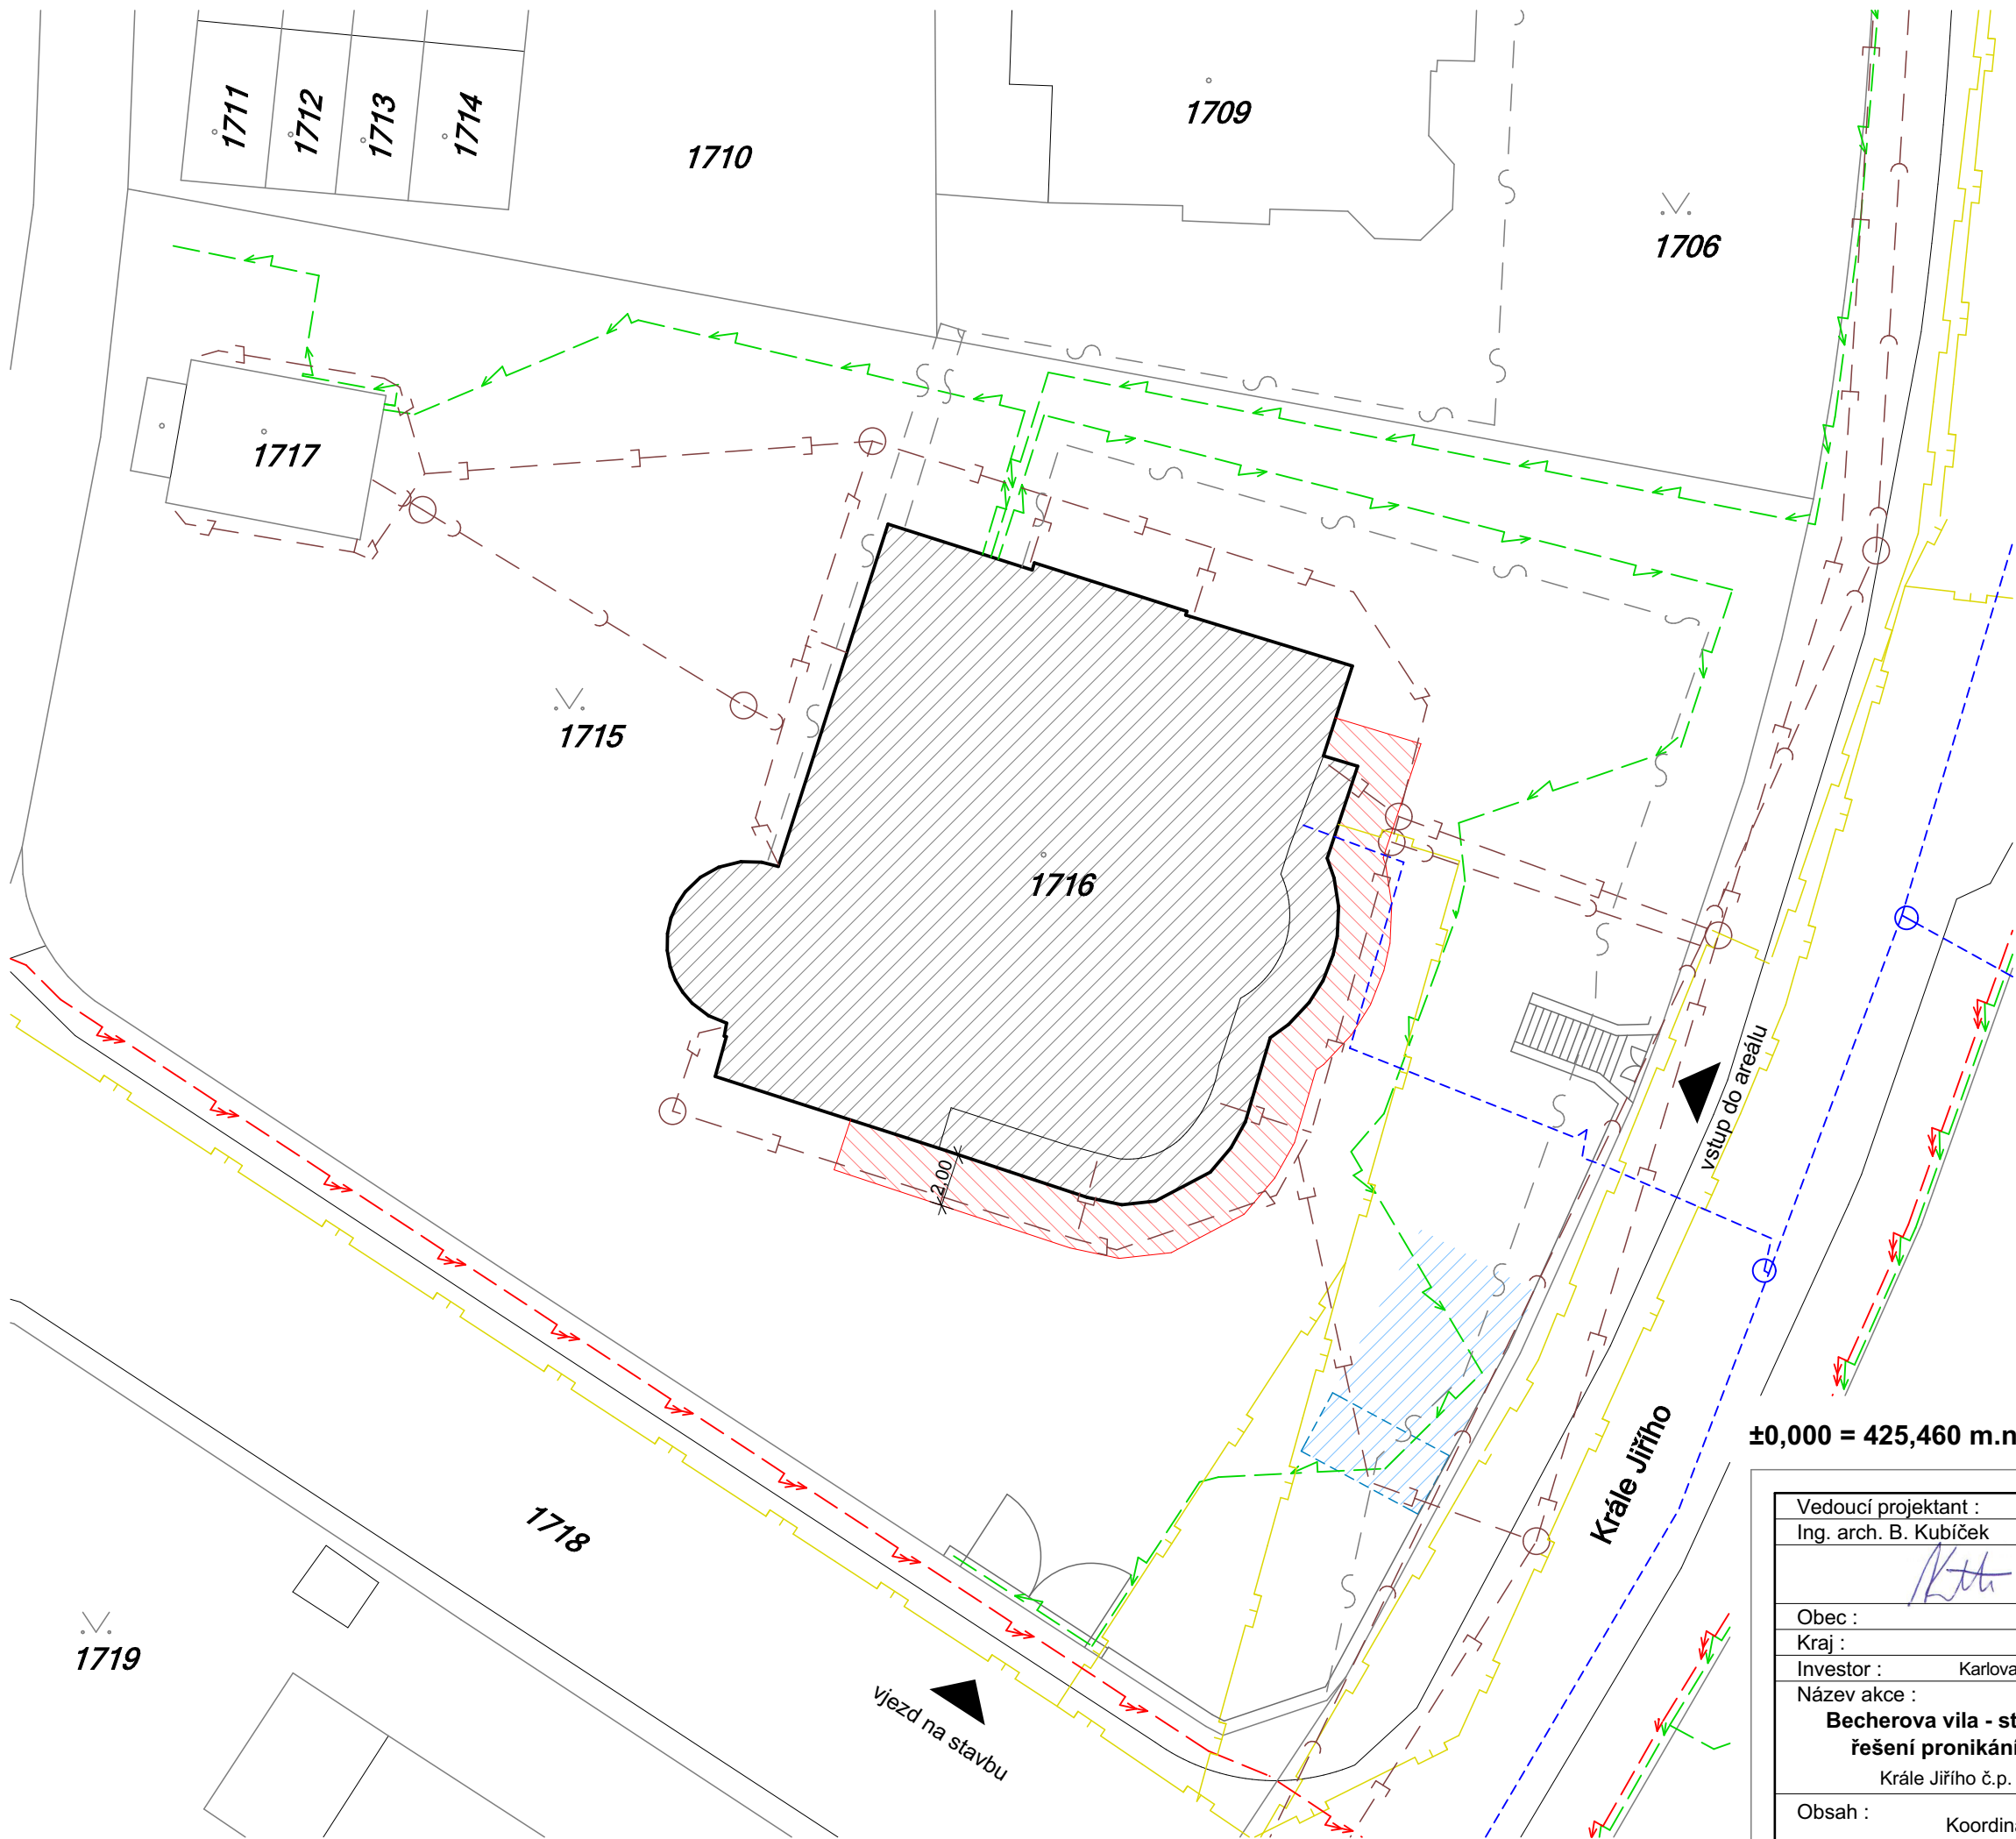 1711
1712
1713
1714
1710
1709
1706
1717
1715
1716
2,00
vstup do areálu
Krále Jiřího
1718
1719
vjezd na stavbu
±0,000 = 425,460 m.n
Vedoucí projektant :
Ing. arch. B. Kubíček
Obec :
Kraj :
Investor : Karlova
Název akce :
Becherova vila - st
řešení pronikání
Krále Jiřího č.p.
Obsah :
Koordin